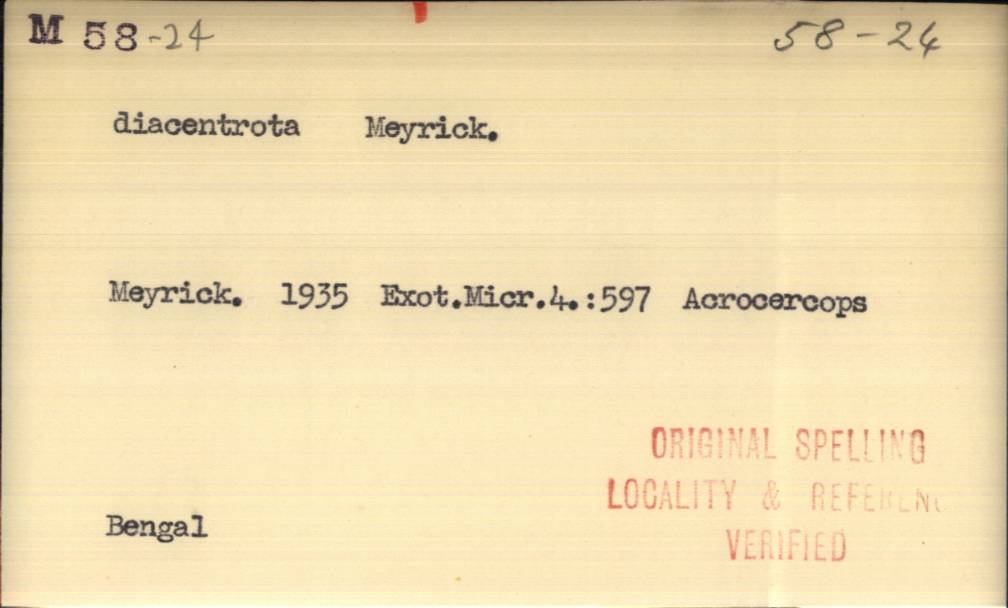 M 58-24 58-24
diacentrota Meyrick.
Meyrick. 1935 Exot.Micr.4.:597 Acrocercops
ORIGINAL SPELLING
LOCALITY & REFERENC
Bengal
VERIFIED